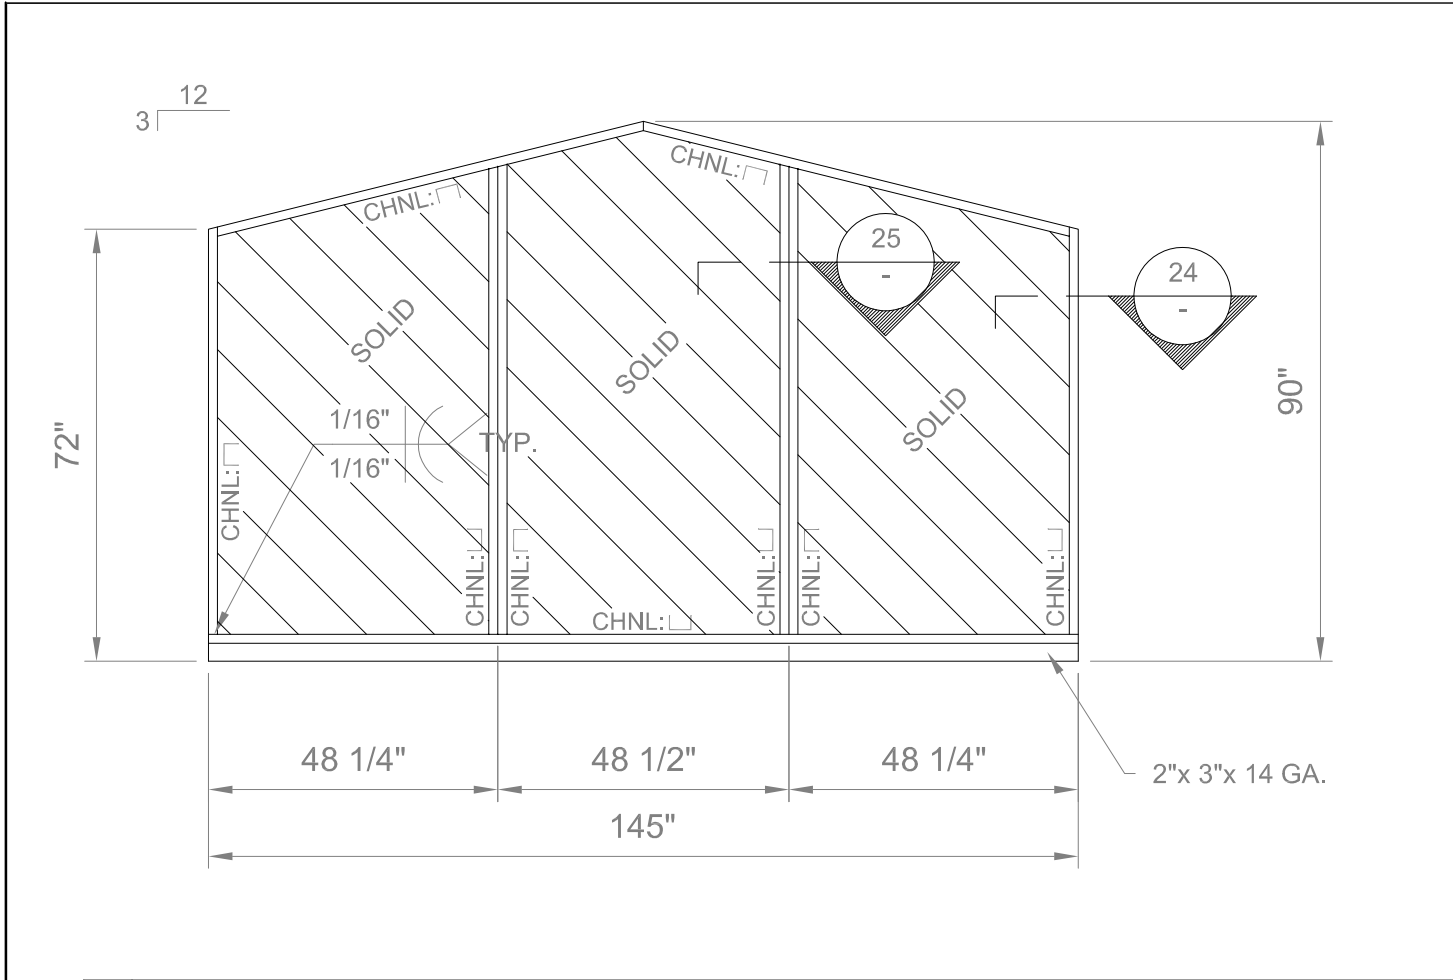 12
3
CHNL:
CHNL:
25
-
24
-
SOLID
SOLID
SOLID
72"
90"
1/16"
1/16"
TYP.
CHNL:
CHNL:
CHNL:
CHNL:
CHNL:
CHNL:
CHNL:
48 1/4"
48 1/2"
48 1/4"
2"x 3"x 14 GA.
145"